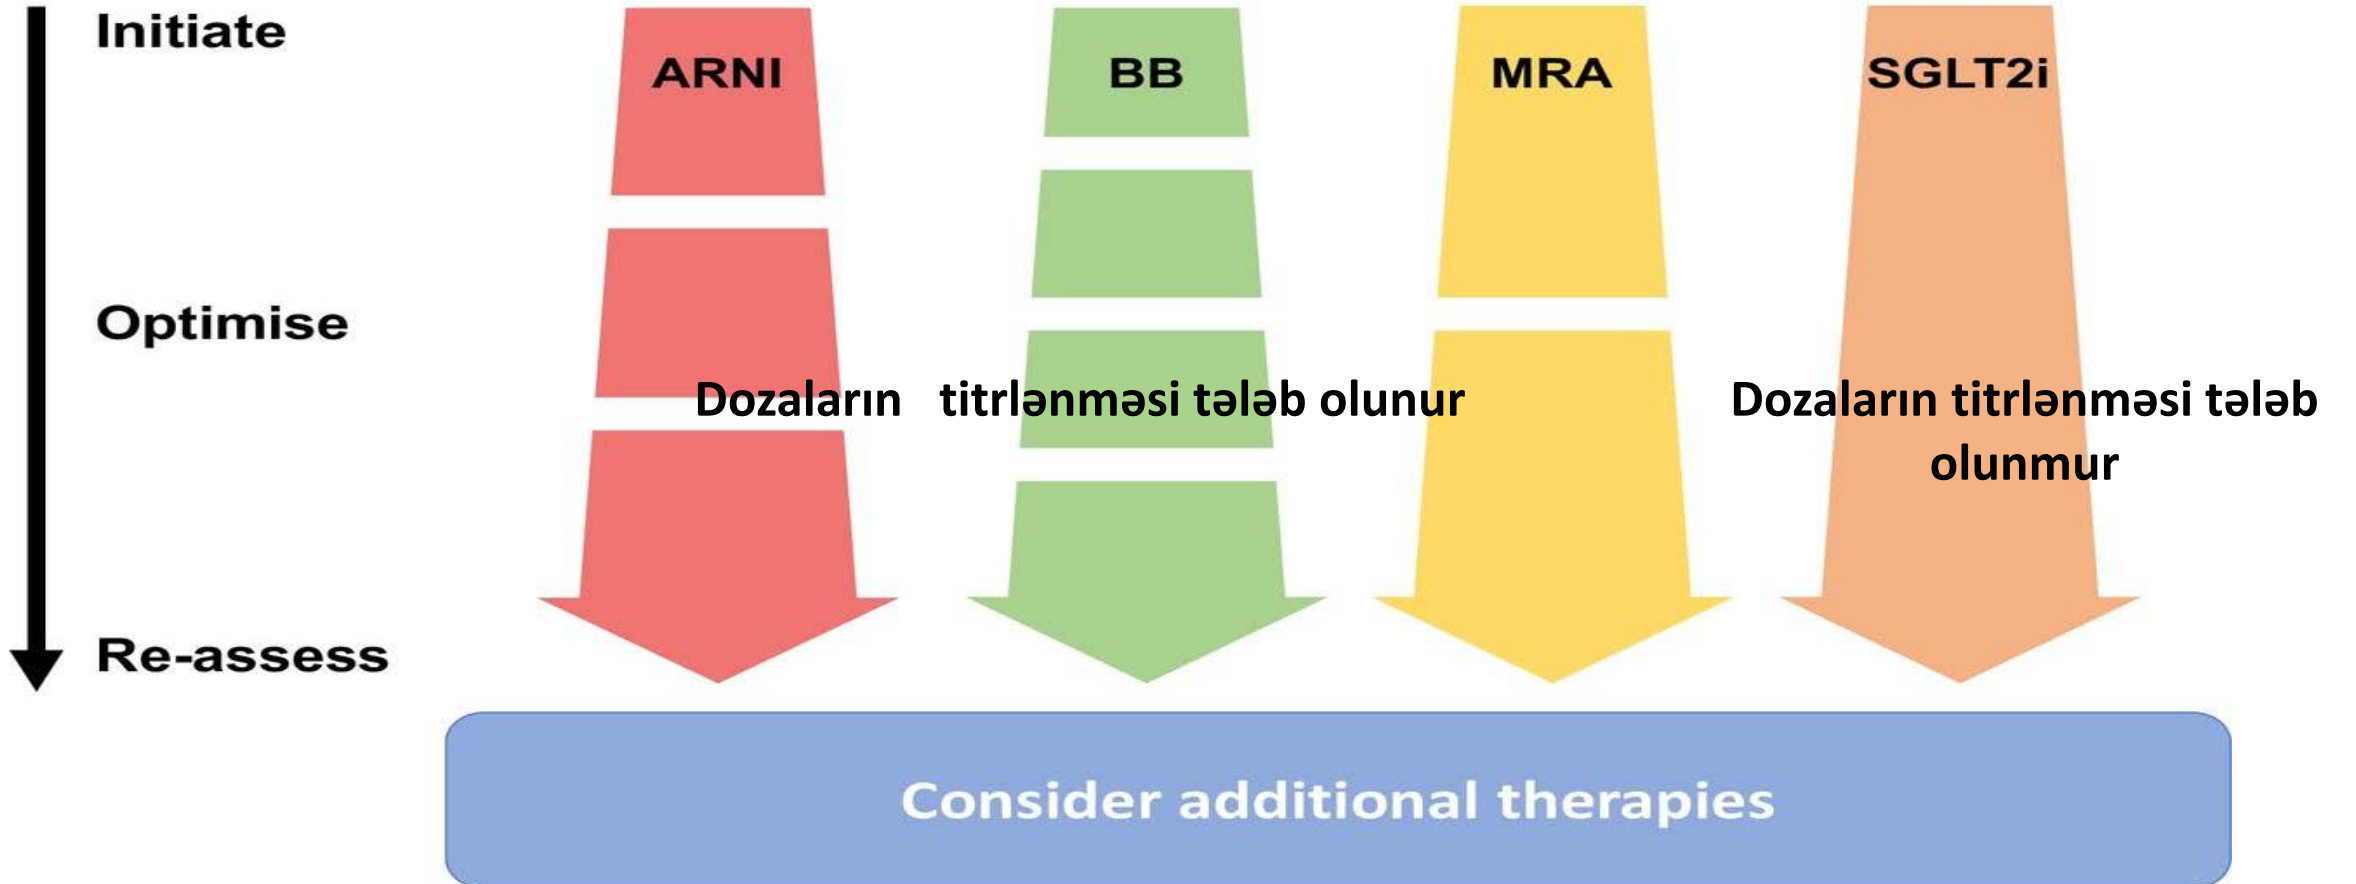 Initiate
ARNI
BB
MRA
SGLT2i
Optimise
Dozaların titrlənməsi tələb olunur
Dozaların titrlənməsi tələb
olunmur
Re-assess
Consider additional therapies